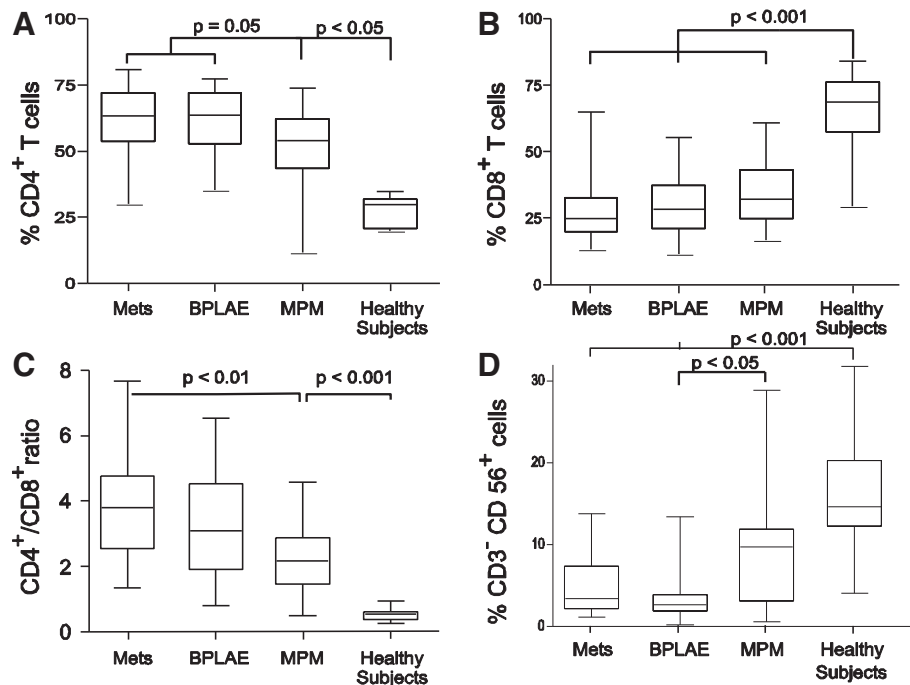 A
% CD4+ T cells
100
75
50
25
0
p = 0.05
p < 0.05
Mets
BPLAE
MPM
Healthy
Subjects
B
% CD8+ T cells
100
75
50
25
0
p < 0.001
Mets
BPLAE
MPM
Healthy
Subjects
C
CD4+/CD8+ratio
8
6
4
2
0
p < 0.01
p < 0.001
Mets
BPLAE
MPM
Healthy
Subjects
D
% CD3- CD 56+ cells
30
20
10
0
p < 0.001
p < 0.05
Mets
BPLAE
MPM
Healthy
Subjects